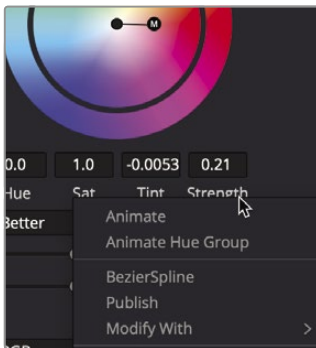 M
0.0 1.0 -0.0053 0.21
Hue Sat Tint Strength
Better
Animate
Animate Hue Group
BezierSpline
Publish
Modify With >